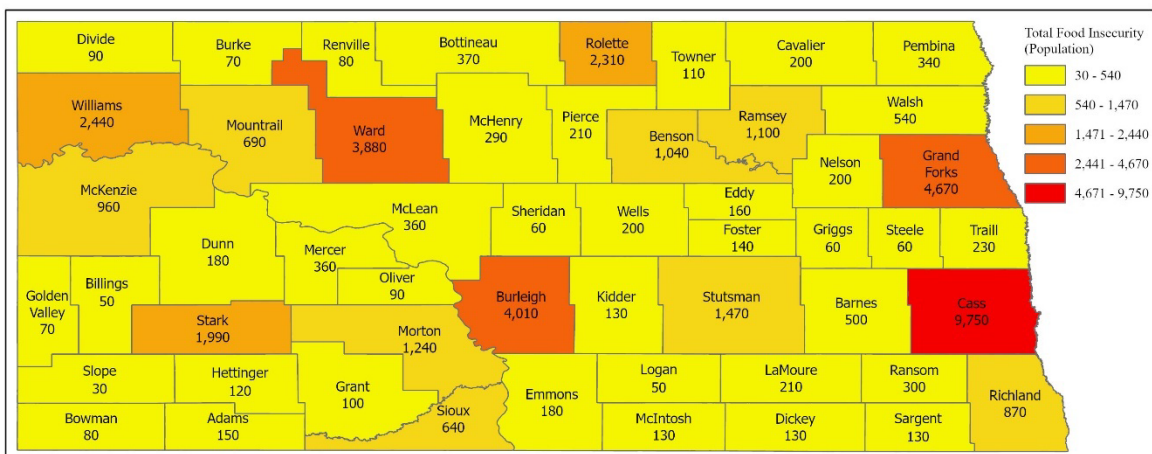 Divide
90
Burke
70
Renville
80
Bottineau
370
Rolette
2,310
Towner
110
Cavalier
200
Pembina
340
Total Food Insecurity
(Population)
30 - 540
540 - 1,470
1,471 - 2,440
2,441 - 4,670
4,671 - 9,750
Williams
2,440
Mountrail
690
Ward
3,880
McHenry
290
Pierce
210
Benson
1,040
Ramsey
1,100
Walsh
540
Nelson
200
Grand
Forks
4,670
McKenzie
960
Dunn
180
Mercer
360
McLean
360
Sheridan
60
Wells
200
Eddy
160
Foster
140
Griggs
60
Steele
60
Traill
230
Golden
Valley
70
Billings
50
Stark
1,990
Oliver
90
Morton
1,240
Burleigh
4,010
Kidder
130
Stutsman
1,470
Barnes
500
Cass
9,750
Slope
30
Hettinger
120
Grant
100
Emmons
180
Logan
50
LaMoure
210
Ransom
300
Richland
870
Bowman
80
Adams
150
Sioux
640
McIntosh
130
Dickey
130
Sargent
130